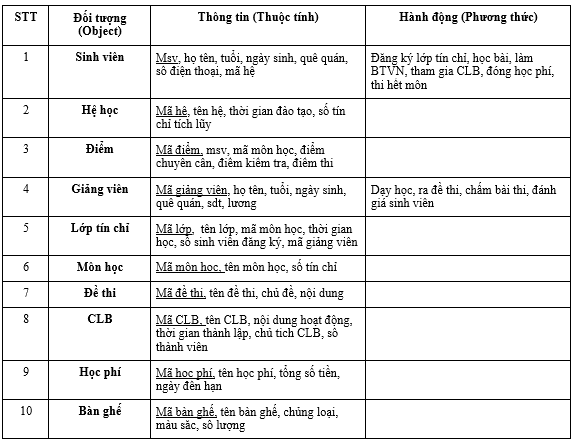 STT
Đối tượng
(Object)
Thông tin (Thuộc tính)
Hành động (Phương thức)
1
Sinh viên
Msv, họ tên, tuổi, ngày sinh, quê quán,
số điện thoại, mã hệ
Đăng ký lớp tín chỉ, học bài, làm
BTVN, tham gia CLB, đóng học phí,
thi hết môn
2
Hệ học
Mã hệ, tên hệ, thời gian đào tạo, số tín
chỉ tích lũy
3
Điểm
Mã điểm, msv, mã môn học, điểm
chuyên cần, điểm kiểm tra, điểm thi
4
Giảng viên
Mã giảng viên, họ tên, tuổi, ngày sinh,
quê quán, sdt, lương
Dạy học, ra đề thi, chấm bài thi, đánh
giá sinh viên
5
Lớp tín chỉ
Mã lớp, tên lớp, mã môn học, thời gian
học, số sinh viên đăng ký, mã giảng viên
6
Môn học
Mã môn học, tên môn học, số tín chỉ
7
Đề thi
Mã đề thi, tên đề thi, chủ đề, nội dung
8
CLB
Mã CLB, tên CLB, nội dung hoạt động,
thời gian thành lập, chủ tich CLB, số
thành viên
9
Học phí
Mã học phí, tên học phí, tổng số tiền,
ngày đến hạn
10
Bàn ghế
Mã bàn ghế, tên bàn ghế, chủng loại,
màu sắc, số lượng